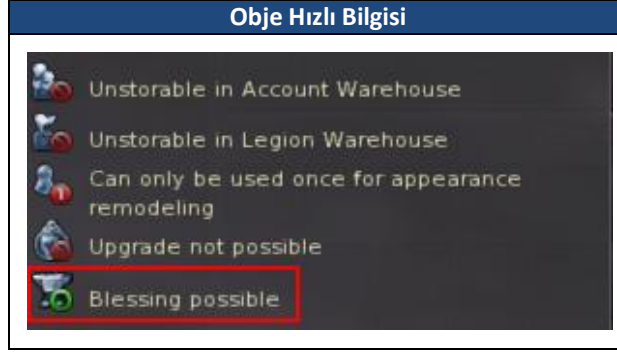 Obje Hızlı Bilgisi
Unstorable in Account Warehouse
Unstorable in Legion Warehouse
Can only be used once for appearance
remodeling
Upgrade not possible
Blessing possible